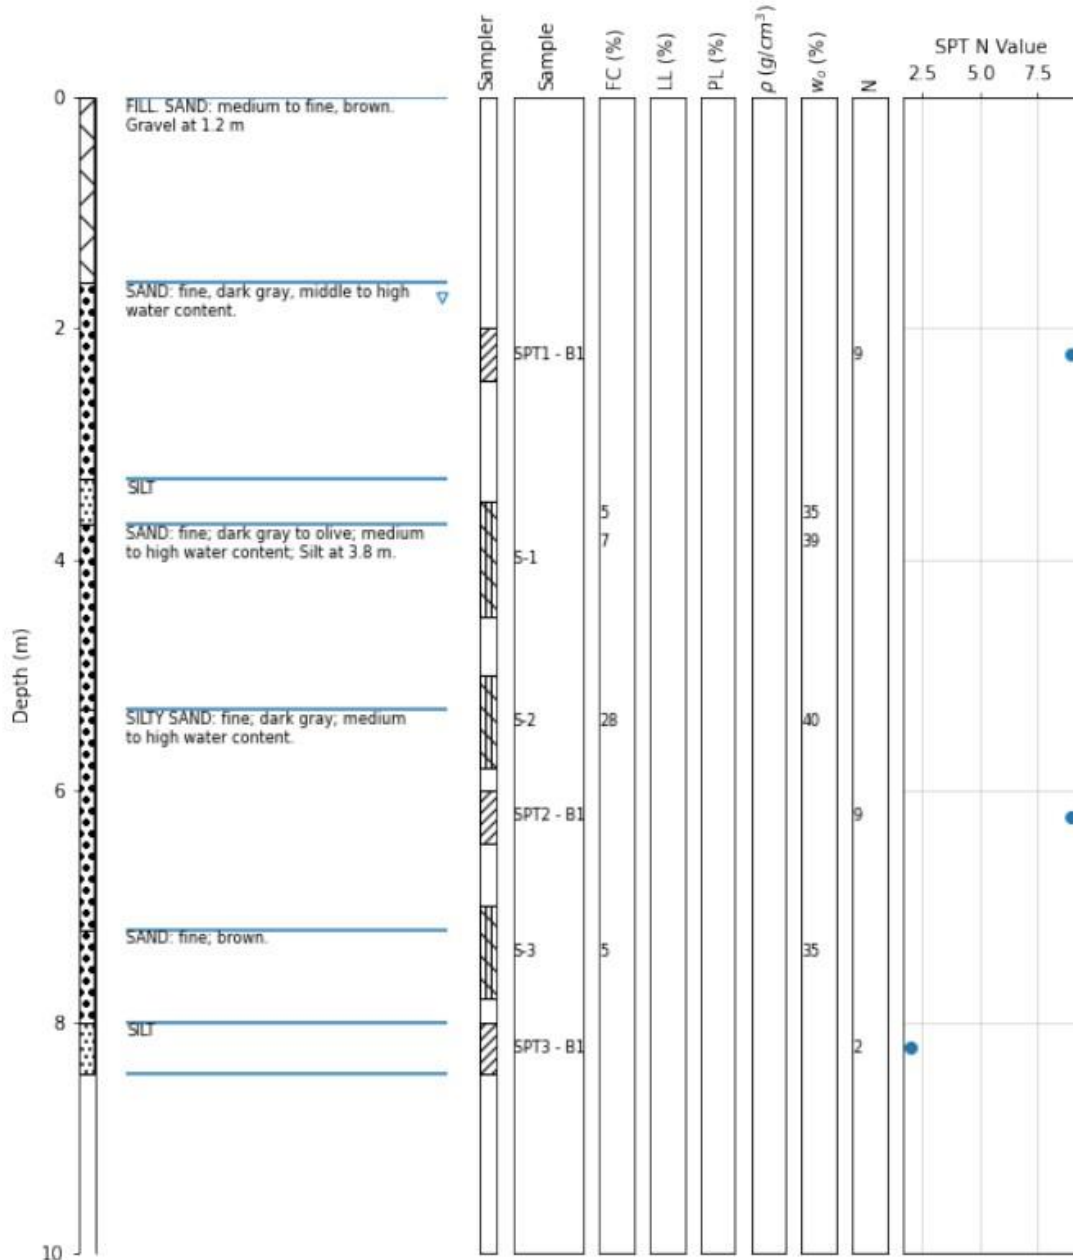 Sampler
Sample
FC (%)
LL (%)
PL (%)
ρ (g/cm³)
w₀ (%)
N
SPT N Value
2.5 5.0 7.5
0
FILL. SAND: medium to fine, brown.
Gravel at 1.2 m
SAND: fine, dark gray, middle to high
water content.
2
SPT1 - B1 9
SILT
5 35
SAND: fine; dark gray to olive; medium
to high water content; Silt at 3.8 m.
7 39
S-1
4
Depth (m)
SILTY SAND: fine; dark gray; medium
to high water content.
S-2 28 40
6
SPT2 - B1 9
SAND: fine; brown.
S-3 5 35
8
SILT
SPT3 - B1 2
10